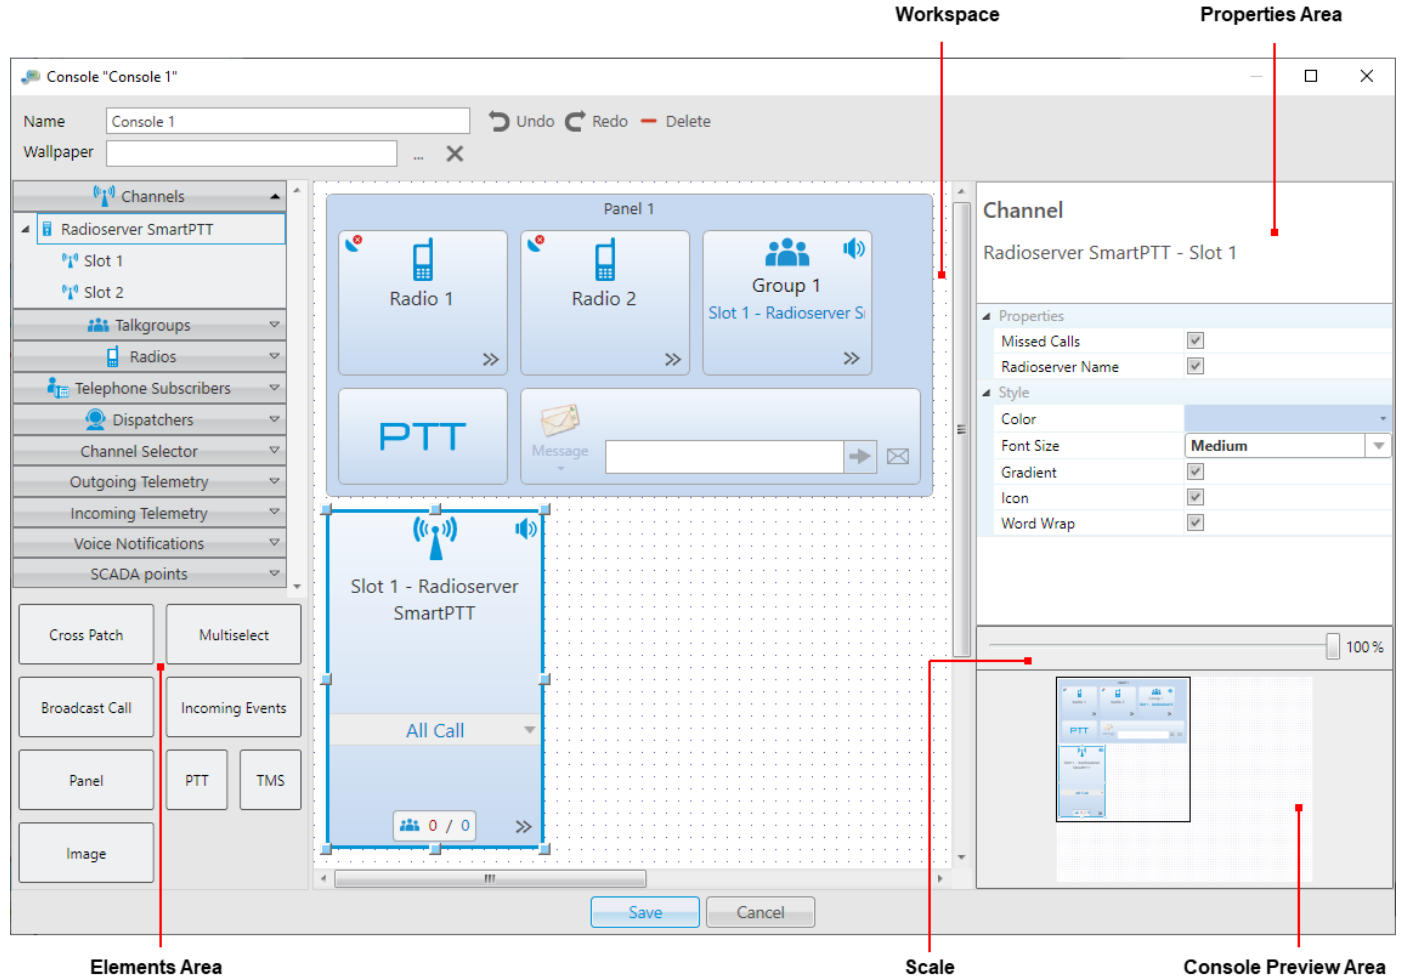 Workspace
Properties Area
Console "Console 1"
Name
Console 1
Undo
Redo
Delete
Wallpaper
...
Channels
Radioserver SmartPTT
Slot 1
Slot 2
Talkgroups
Radios
Telephone Subscribers
Dispatchers
Channel Selector
Outgoing Telemetry
Incoming Telemetry
Voice Notifications
SCADA points
Cross Patch
Multiselect
Broadcast Call
Incoming Events
Panel
PTT
TMS
Image
Panel 1
Radio 1
Radio 2
Group 1
Slot 1 - Radioserver S
PTT
Message
Slot 1 - Radioserver
SmartPTT
All Call
0 / 0
Channel
Radioserver SmartPTT - Slot 1
Properties
Missed Calls
Radioserver Name
Style
Color
Font Size
Medium
Gradient
Icon
Word Wrap
100 %
PTT
All Call
Save
Cancel
Elements Area
Scale
Console Preview Area